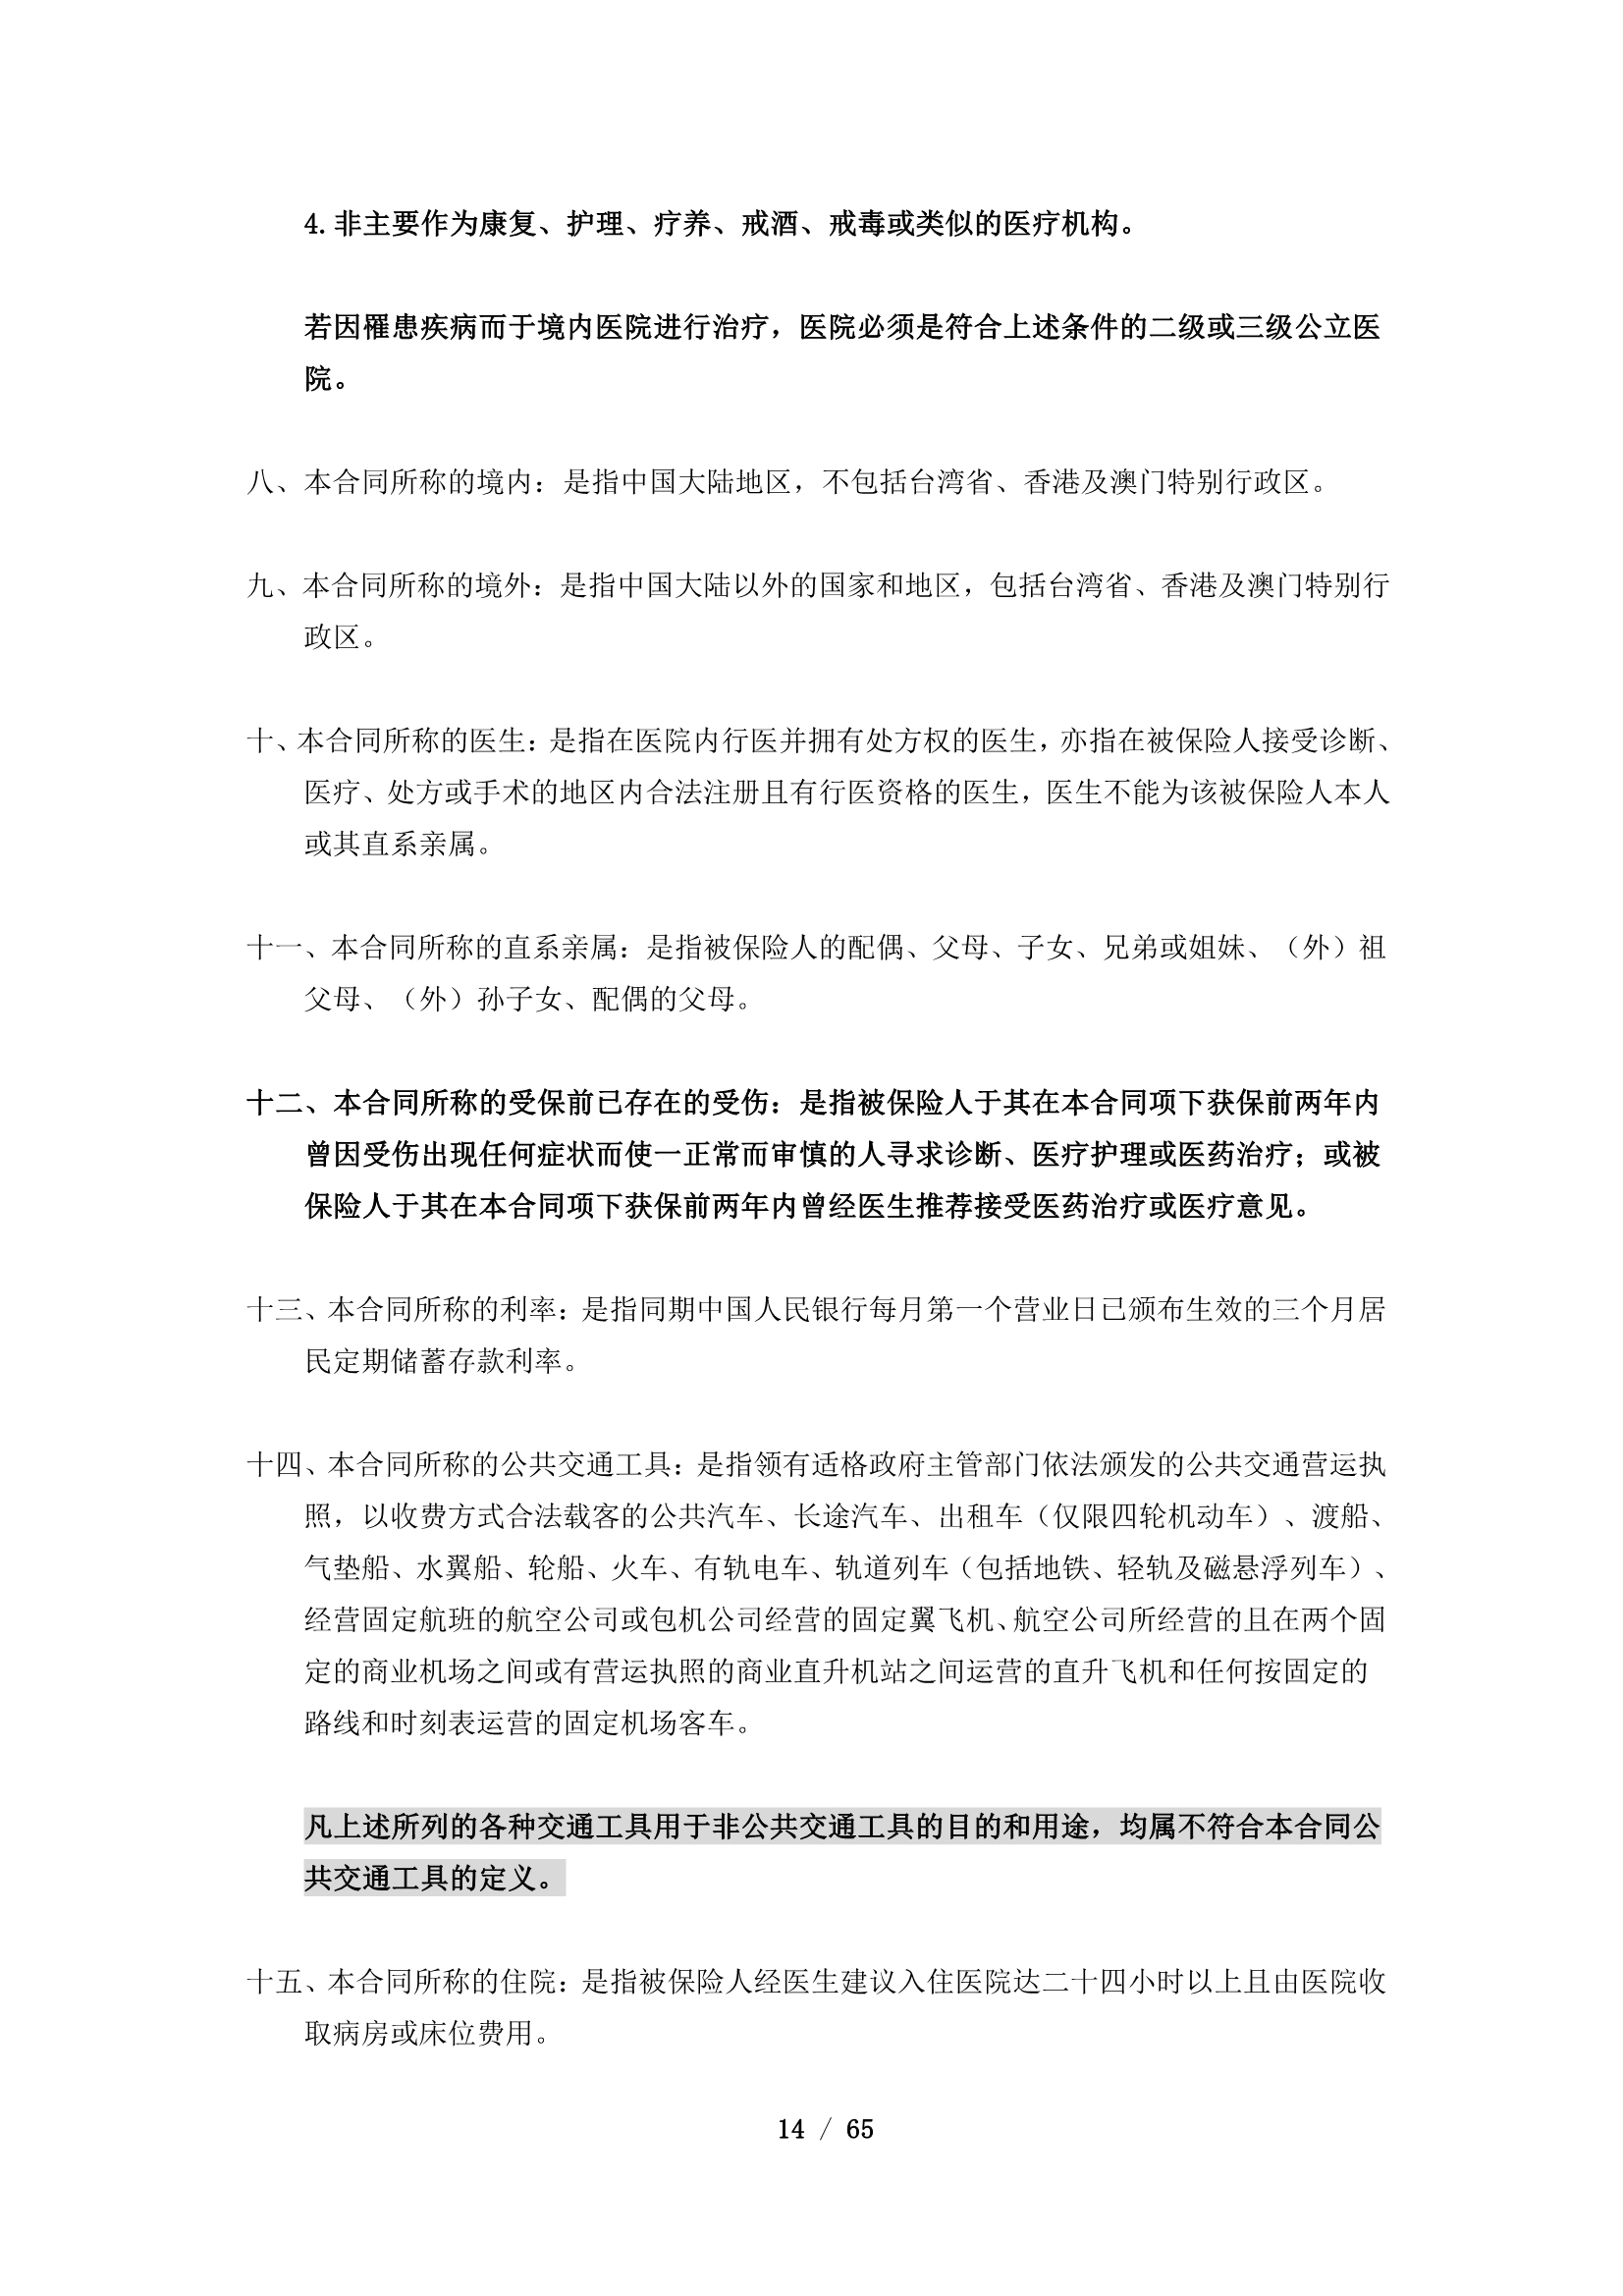 4.非主要作为康复、护理、疗养、戒酒、戒毒或类似的医疗机构。
若因罹患疾病而于境内医院进行治疗，医院必须是符合上述条件的二级或三级公立医
院。
八、本合同所称的境内：是指中国大陆地区，不包括台湾省、香港及澳门特别行政区。
九、本合同所称的境外：是指中国大陆以外的国家和地区，包括台湾省、香港及澳门特别行
政区。
十、本合同所称的医生：是指在医院内行医并拥有处方权的医生，亦指在被保险人接受诊断、
医疗、处方或手术的地区内合法注册且有行医资格的医生，医生不能为该被保险人本人
或其直系亲属。
十一、本合同所称的直系亲属：是指被保险人的配偶、父母、子女、兄弟或姐妹、（外）祖
父母、（外）孙子女、配偶的父母。
十二、本合同所称的受保前已存在的受伤：是指被保险人于其在本合同项下获保前两年内
曾因受伤出现任何症状而使一正常而审慎的人寻求诊断、医疗护理或医药治疗；或被
保险人于其在本合同项下获保前两年内曾经医生推荐接受医药治疗或医疗意见。
十三、本合同所称的利率：是指同期中国人民银行每月第一个营业日已颁布生效的三个月居
民定期储蓄存款利率。
十四、本合同所称的公共交通工具：是指领有适格政府主管部门依法颁发的公共交通营运执
照，以收费方式合法载客的公共汽车、长途汽车、出租车（仅限四轮机动车）、渡船、
气垫船、水翼船、轮船、火车、有轨电车、轨道列车（包括地铁、轻轨及磁悬浮列车）、
经营固定航班的航空公司或包机公司经营的固定翼飞机、航空公司所经营的且在两个固
定的商业机场之间或有营运执照的商业直升机站之间运营的直升飞机和任何按固定的
路线和时刻表运营的固定机场客车。
凡上述所列的各种交通工具用于非公共交通工具的目的和用途，均属不符合本合同公
共交通工具的定义。
十五、本合同所称的住院：是指被保险人经医生建议入住医院达二十四小时以上且由医院收
取病房或床位费用。
14 / 65